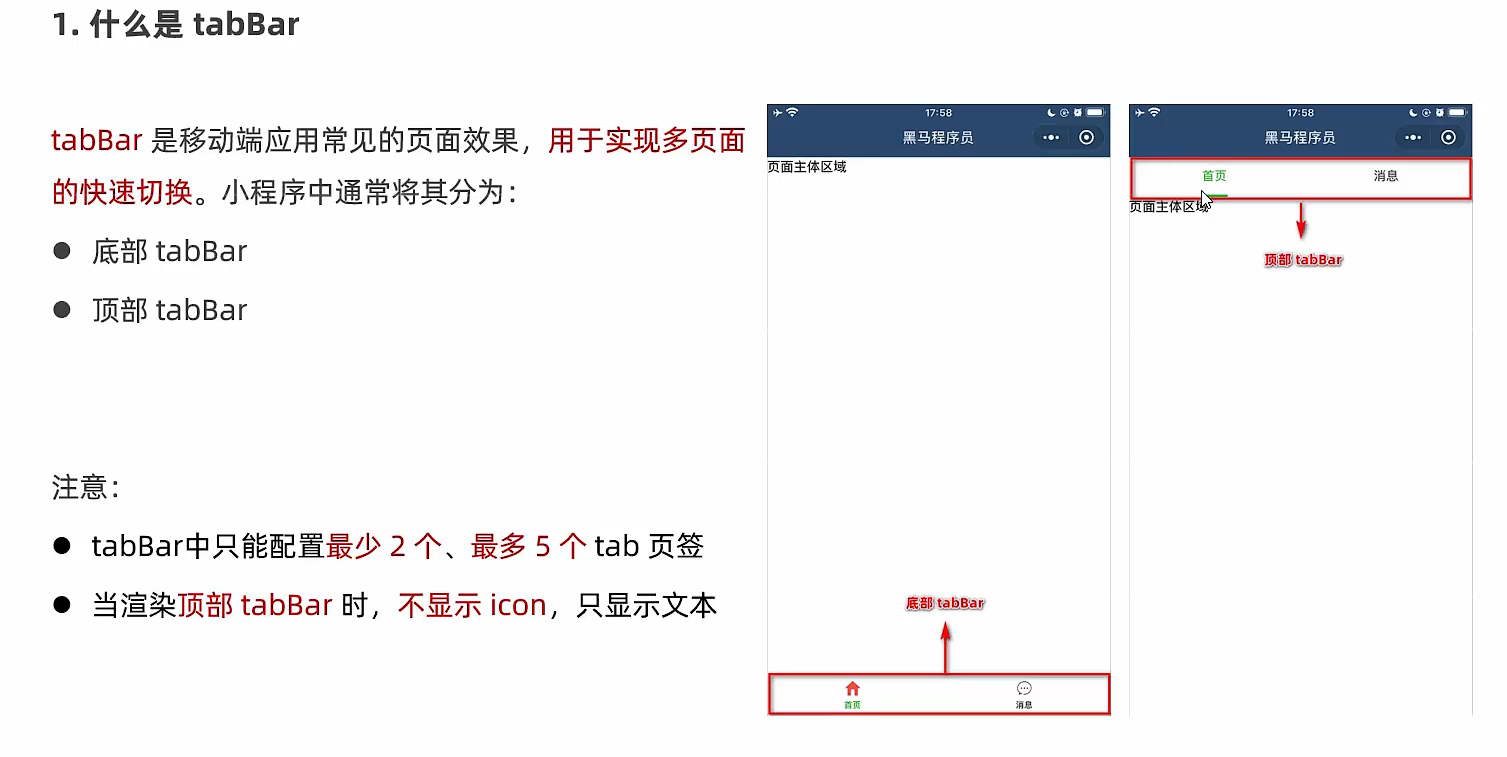 1. 什么是 tabBar
tabBar 是移动端应用常见的页面效果，用于实现多页面
的快速切换。小程序中通常将其分为：
● 底部 tabBar
● 顶部 tabBar
注意：
● tabBar中只能配置最少 2 个、最多 5 个 tab 页签
● 当渲染顶部 tabBar 时，不显示 icon，只显示文本
17:58
黑马程序员
页面主体区域
底部 tabBar
首页
消息
17:58
黑马程序员
首页
消息
页面主体区域
顶部 tabBar